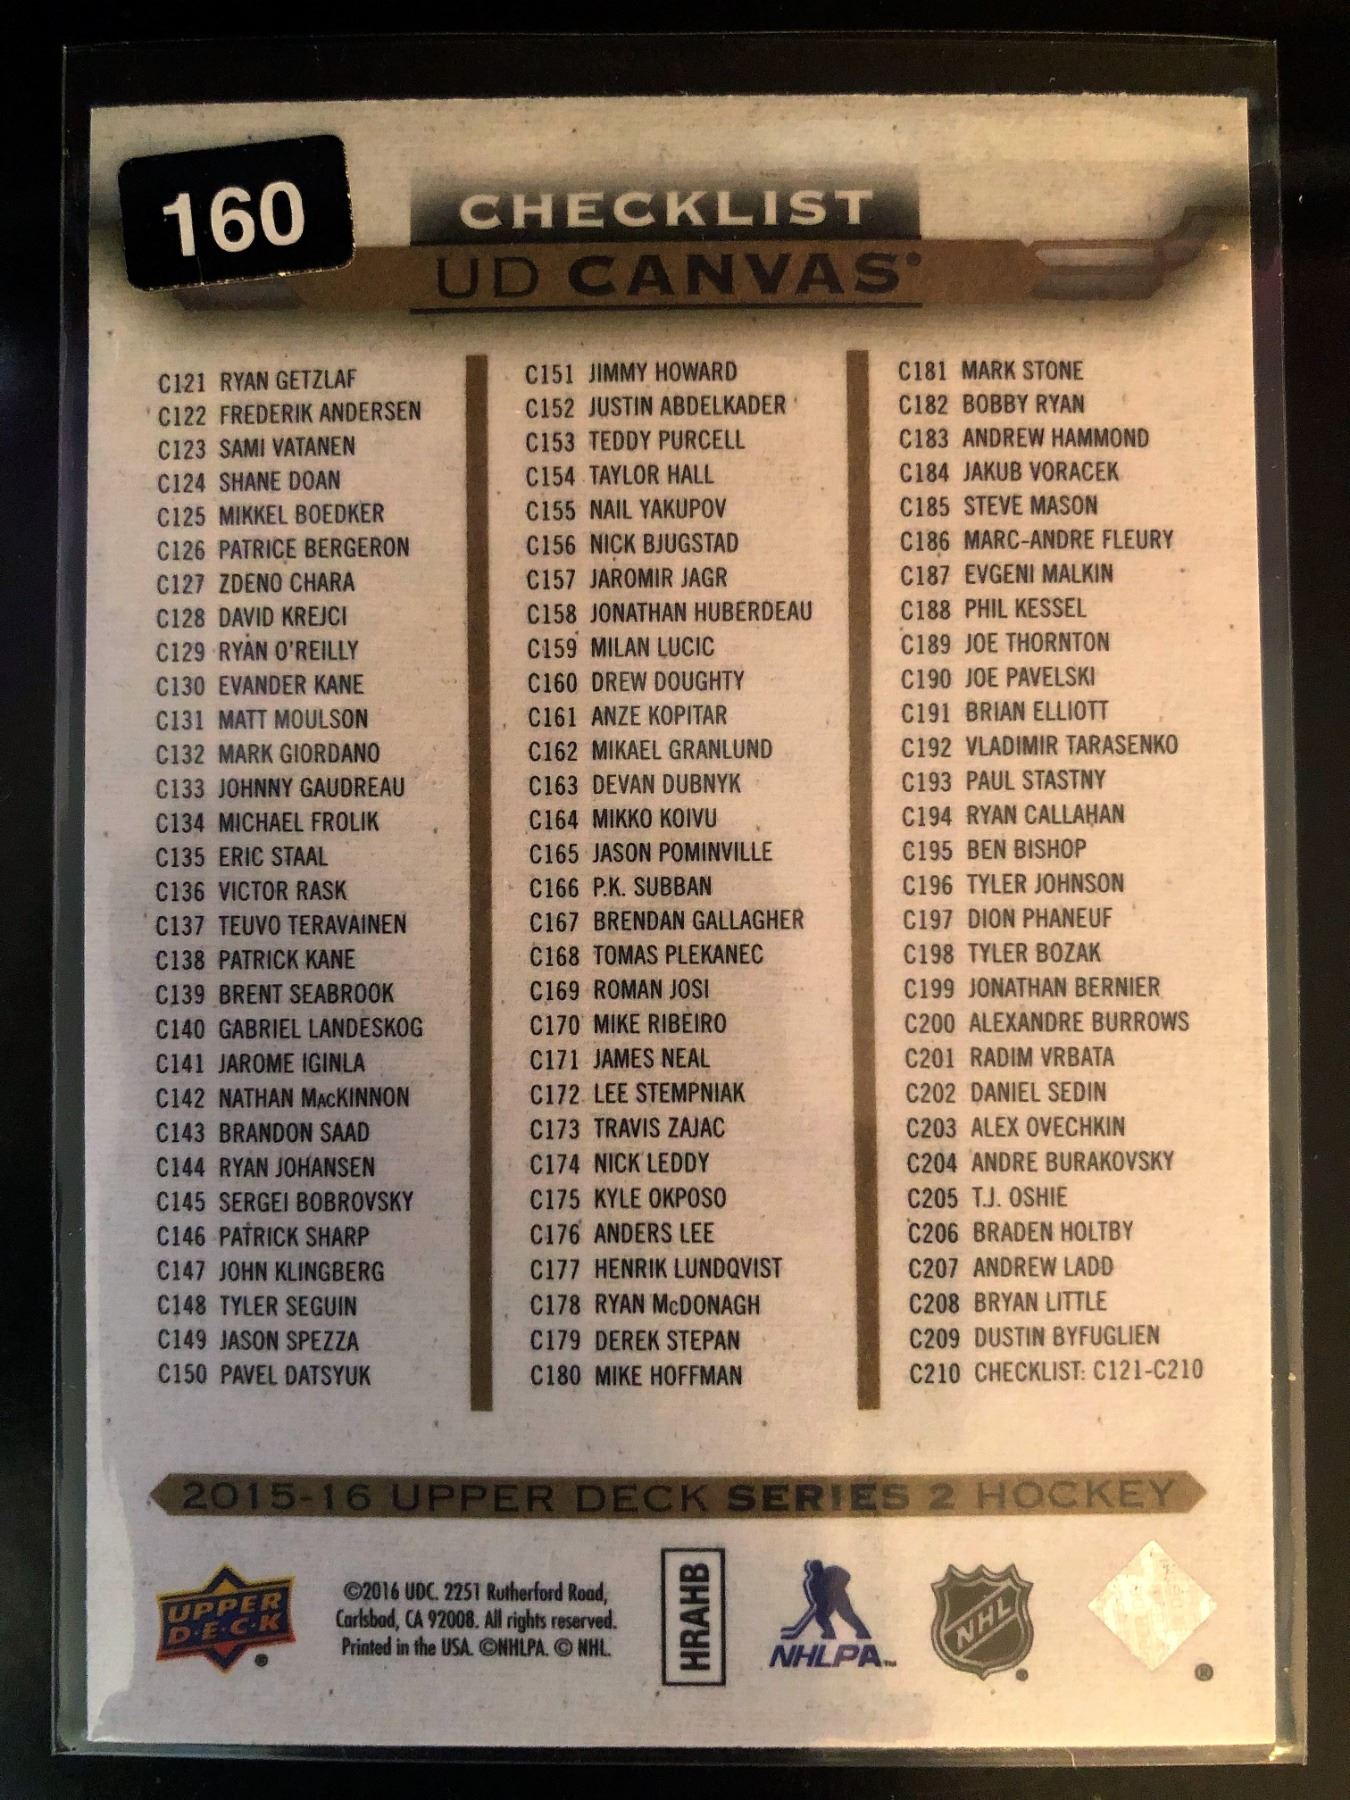 160
CHECKLIST
UD CANVAS
C121 RYAN GETZLAF
C122 FREDERIK ANDERSEN
C123 SAMI VATANEN
C124 SHANE DOAN
C125 MIKKEL BOEDKER
C126 PATRICE BERGERON
C127 ZDENO CHARA
C128 DAVID KREJCI
C129 RYAN O'REILLY
C130 EVANDER KANE
C131 MATT MOULSON
C132 MARK GIORDANO
C133 JOHNNY GAUDREAU
C134 MICHAEL FROLIK
C135 ERIC STAAL
C136 VICTOR RASK
C137 TEUVO TERAVAINEN
C138 PATRICK KANE
C139 BRENT SEABROOK
C140 GABRIEL LANDESKOG
C141 JAROME IGINLA
C142 NATHAN MacKINNON
C143 BRANDON SAAD
C144 RYAN JOHANSEN
C145 SERGEI BOBROVSKY
C146 PATRICK SHARP
C147 JOHN KLINGBERG
C148 TYLER SEGUIN
C149 JASON SPEZZA
C150 PAVEL DATSYUK
C151 JIMMY HOWARD
C152 JUSTIN ABDELKADER
C153 TEDDY PURCELL
C154 TAYLOR HALL
C155 NAIL YAKUPOV
C156 NICK BJUGSTAD
C157 JAROMIR JAGR
C158 JONATHAN HUBERDEAU
C159 MILAN LUCIC
C160 DREW DOUGHTY
C161 ANZE KOPITAR
C162 MIKAEL GRANLUND
C163 DEVAN DUBNYK
C164 MIKKO KOIVU
C165 JASON POMINVILLE
C166 P.K. SUBBAN
C167 BRENDAN GALLAGHER
C168 TOMAS PLEKANEC
C169 ROMAN JOSI
C170 MIKE RIBEIRO
C171 JAMES NEAL
C172 LEE STEMPNIAK
C173 TRAVIS ZAJAC
C174 NICK LEDDY
C175 KYLE OKPOSO
C176 ANDERS LEE
C177 HENRIK LUNDQVIST
C178 RYAN McDONAGH
C179 DEREK STEPAN
C180 MIKE HOFFMAN
C181 MARK STONE
C182 BOBBY RYAN
C183 ANDREW HAMMOND
C184 JAKUB VORACEK
C185 STEVE MASON
C186 MARC-ANDRE FLEURY
C187 EVGENI MALKIN
C188 PHIL KESSEL
C189 JOE THORNTON
C190 JOE PAVELSKI
C191 BRIAN ELLIOTT
C192 VLADIMIR TARASENKO
C193 PAUL STASTNY
C194 RYAN CALLAHAN
C195 BEN BISHOP
C196 TYLER JOHNSON
C197 DION PHANEUF
C198 TYLER BOZAK
C199 JONATHAN BERNIER
C200 ALEXANDRE BURROWS
C201 RADIM VRBATA
C202 DANIEL SEDIN
C203 ALEX OVECHKIN
C204 ANDRE BURAKOVSKY
C205 T.J. OSHIE
C206 BRADEN HOLTBY
C207 ANDREW LADD
C208 BRYAN LITTLE
C209 DUSTIN BYFUGLIEN
C210 CHECKLIST: C121-C210
2015-16 UPPER DECK SERIES 2 HOCKEY
UPPER
D·E·C·K
®
©2016 UDC. 2251 Rutherford Road,
Carlsbad, CA 92008. All rights reserved.
Printed in the USA. ©NHLPA. © NHL.
HRAHB
NHLPA™
NHL
®
®